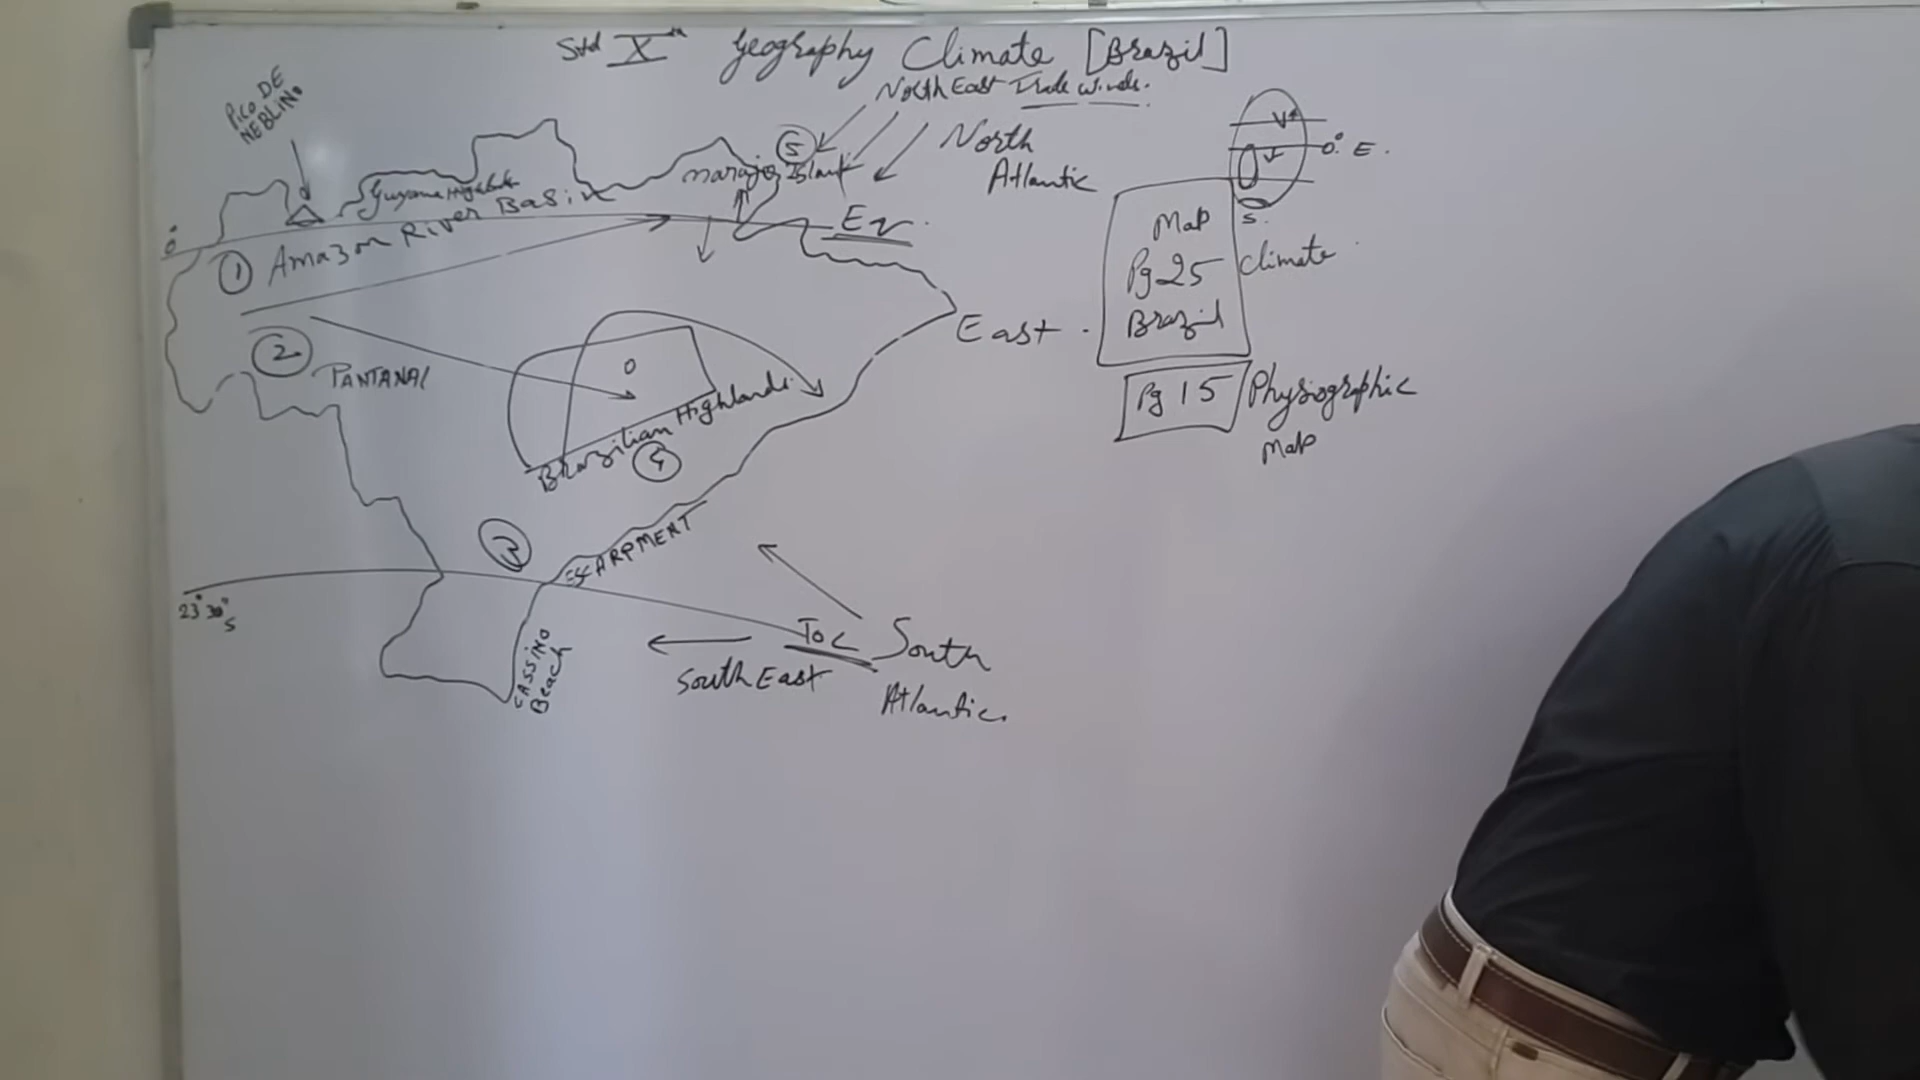 Std Xth Geography Climate [Brazil]
North East Trade winds.
PICO DE
NEBLINO
5
North
Atlantic
Marajo Island
Guyana Highlands
0°
1 Amazon River Basin
Eq.
0° E.
S.
Map
Pg 25
Brazil
Climate
East
Pg 15 Physiographic
Map
2 PANTANAL
0
Brazilian Highlands
4
3
ESCARPMENT
23° 30'
S
CASSINO
Beach
ToC
South
Atlantic
South East